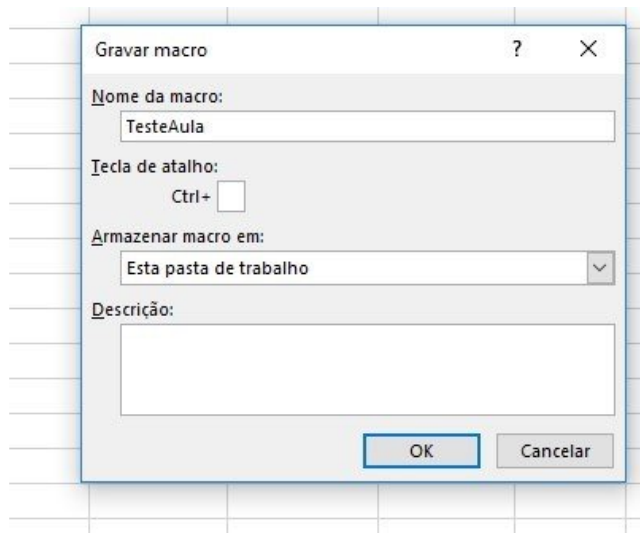 Gravar macro ?
Nome da macro:
TesteAula
Tecla de atalho:
Ctrl+
Armazenar macro em:
Esta pasta de trabalho
Descrição:
OK Cancelar